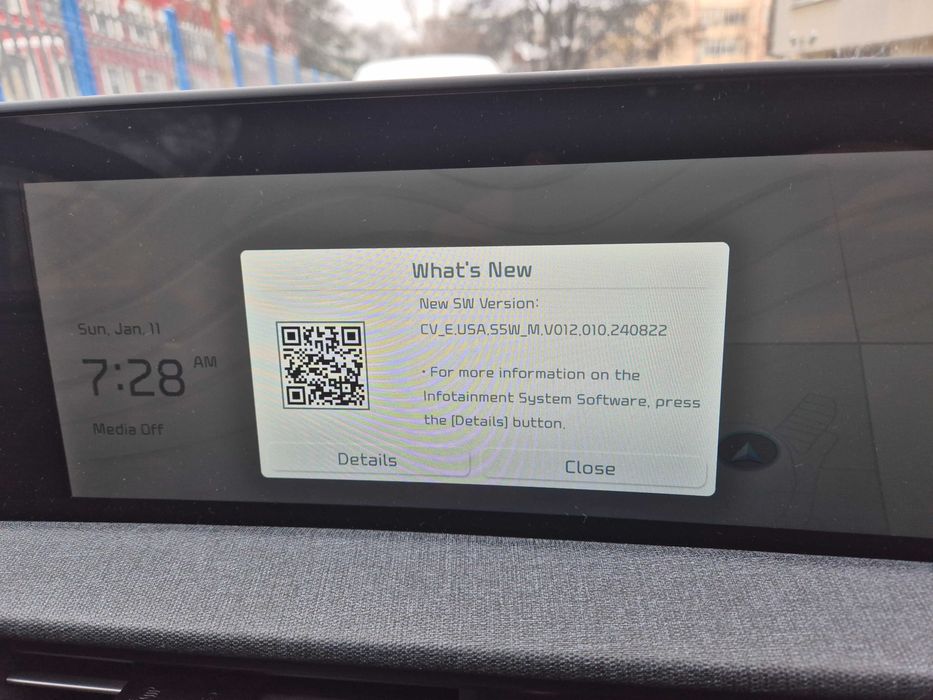 What's New
New SW Version:
CV_E.USA.S5W_M.V012.010.240822
• For more information on the
Infotainment System Software, press
the [Details] button.
Details
Close
Sun, Jan. 11
7:28 AM
Media Off